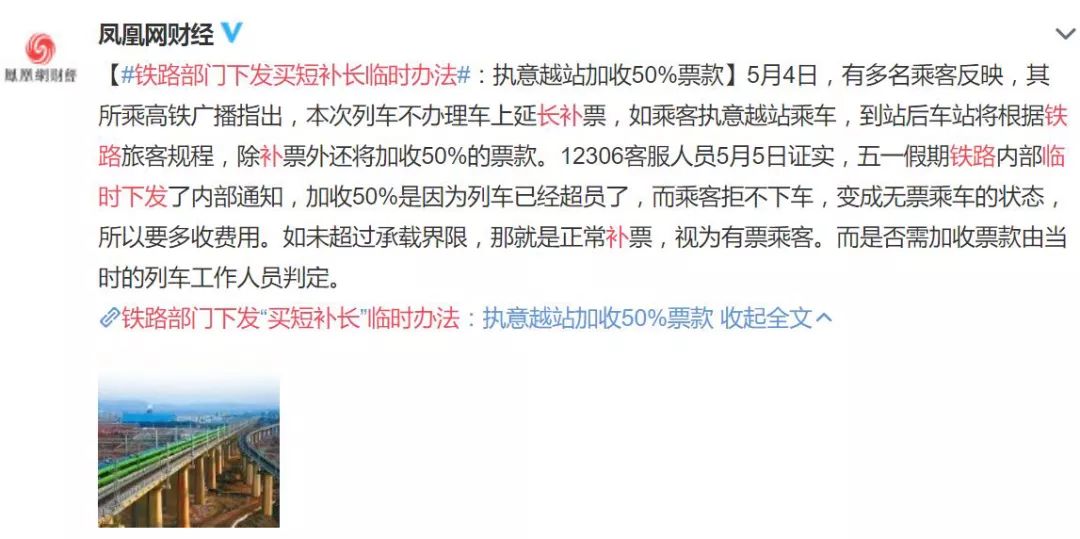 凤凰网财经
鳳凰網财經
【#铁路部门下发买短补长临时办法#：执意越站加收50%票款】5月4日，有多名乘客反映，其
所乘高铁广播指出，本次列车不办理车上延长补票，如乘客执意越站乘车，到站后车站将根据铁
路旅客规程，除补票外还将加收50%的票款。12306客服人员5月5日证实，五一假期铁路内部临
时下发了内部通知，加收50%是因为列车已经超员了，而乘客拒不下车，变成无票乘车的状态，
所以要多收费用。如未超过承载界限，那就是正常补票，视为有票乘客。而是否需加收票款由当
时的列车工作人员判定。
铁路部门下发“买短补长”临时办法：执意越站加收50%票款 收起全文